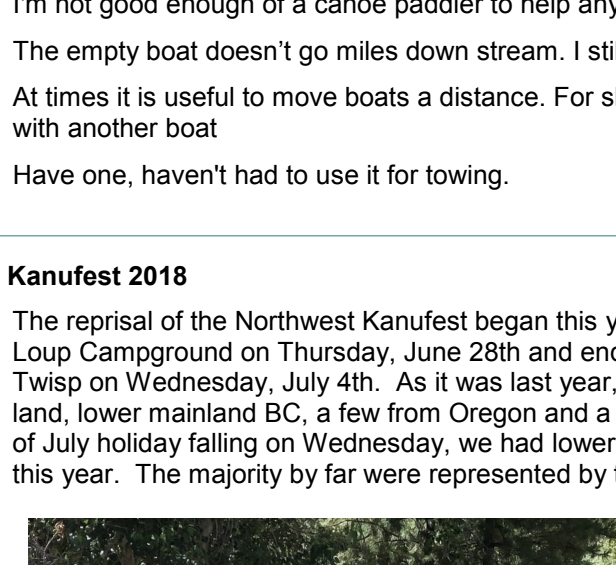 I'm not good enough of a canoe paddler to help any
The empty boat doesn’t go miles down stream. I sti
At times it is useful to move boats a distance. For s
with another boat
Have one, haven't had to use it for towing.
Kanufest 2018
The reprisal of the Northwest Kanufest began this y
Loup Campground on Thursday, June 28th and en
Twisp on Wednesday, July 4th.  As it was last year,
land, lower mainland BC, a few from Oregon and a
of July holiday falling on Wednesday, we had lower
this year.  The majority by far were represented by